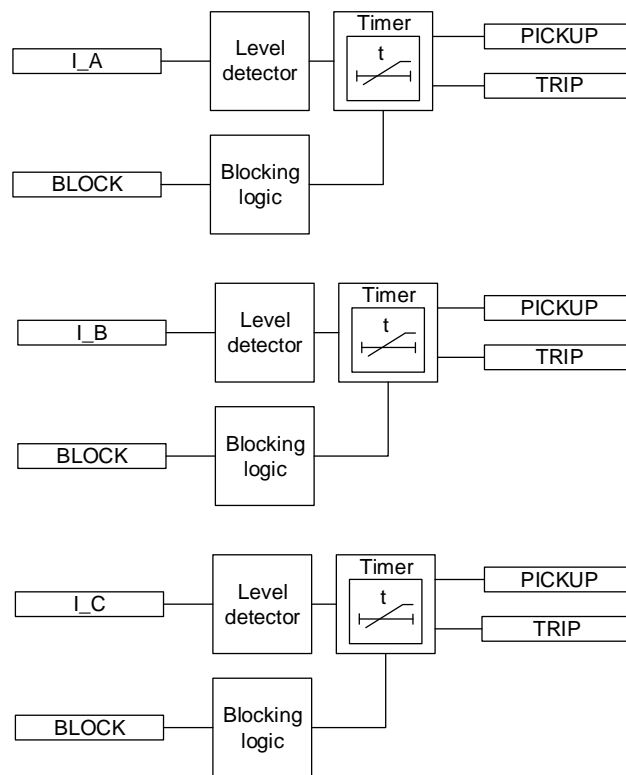 I_A
Level
detector
Timer
t
PICKUP
TRIP
BLOCK
Blocking
logic
I_B
Level
detector
Timer
t
PICKUP
TRIP
BLOCK
Blocking
logic
I_C
Level
detector
Timer
t
PICKUP
TRIP
BLOCK
Blocking
logic